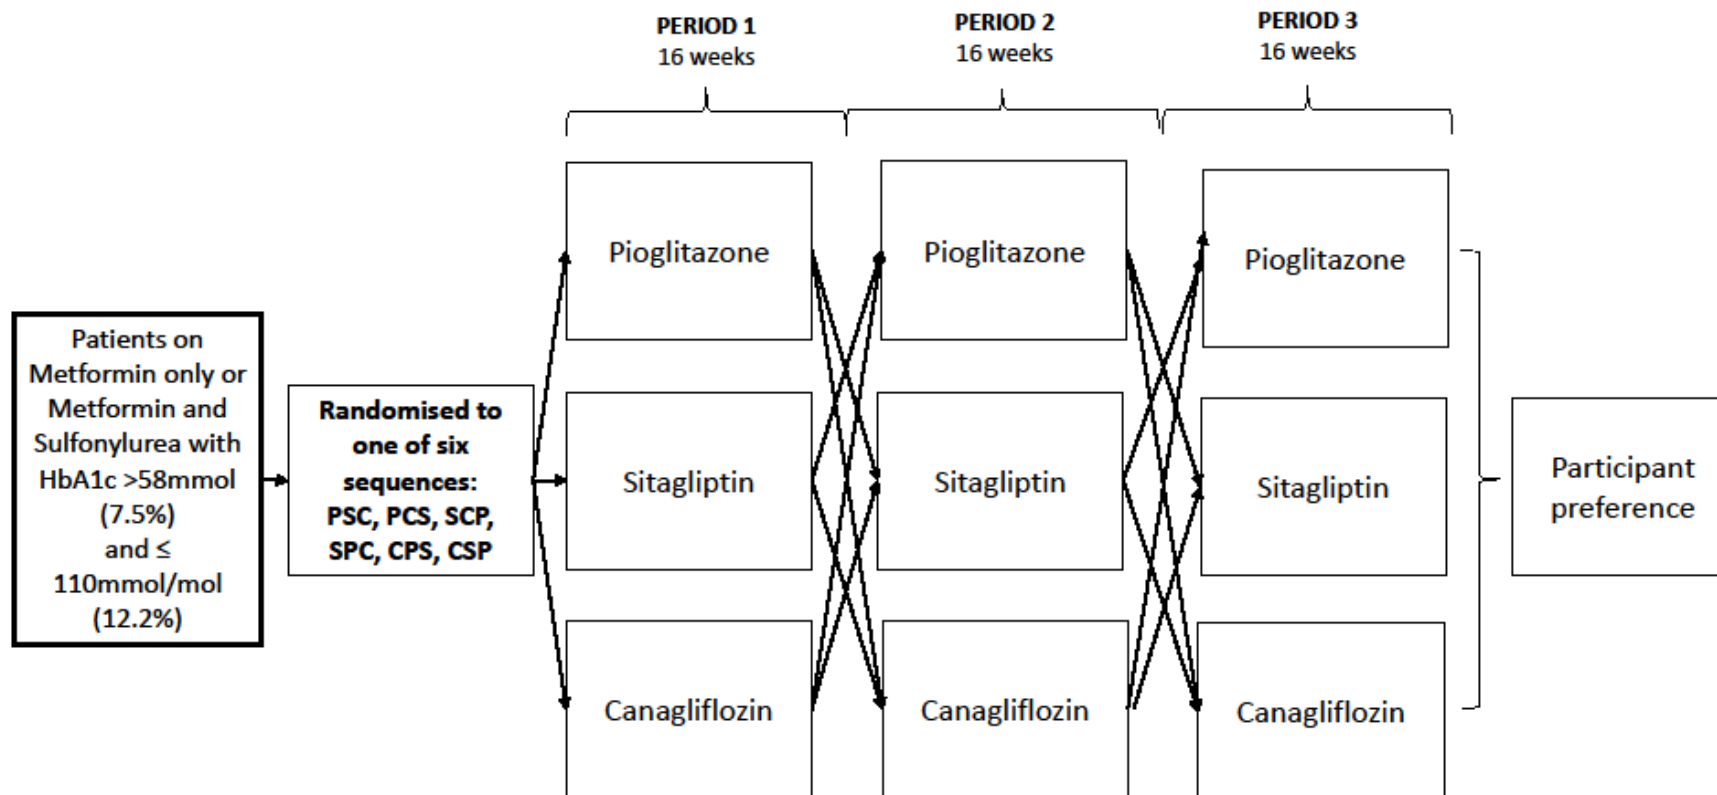 PERIOD 1
16 weeks
PERIOD 2
16 weeks
PERIOD 3
16 weeks
Patients on
Metformin only or
Metformin and
Sulfonylurea with
HbA1c >58mmol
(7.5%)
and ≤
110mmol/mol
(12.2%)
Randomised to
one of six
sequences:
PSC, PCS, SCP,
SPC, CPS, CSP
Pioglitazone
Sitagliptin
Canagliflozin
Pioglitazone
Sitagliptin
Canagliflozin
Pioglitazone
Sitagliptin
Canagliflozin
Participant
preference